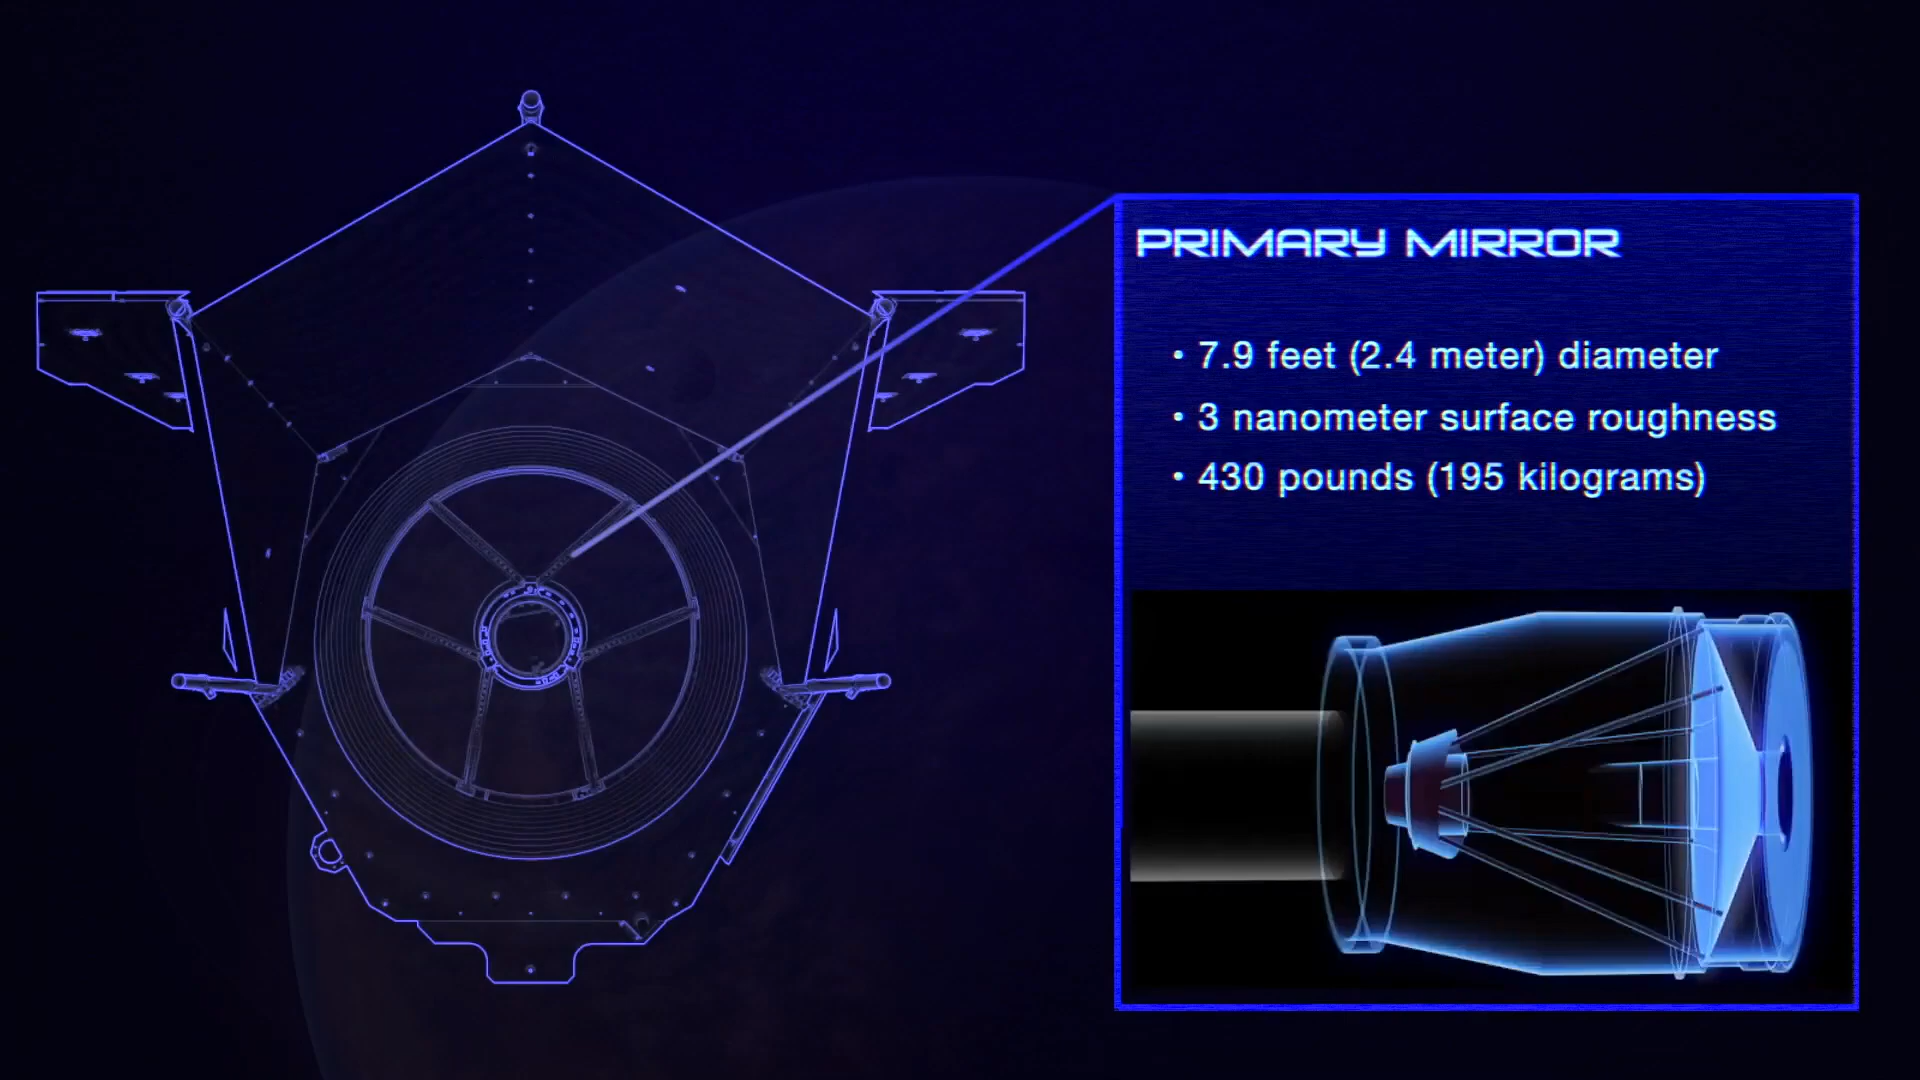 PRIMARY MIRROR
• 7.9 feet (2.4 meter) diameter
• 3 nanometer surface roughness
• 430 pounds (195 kilograms)